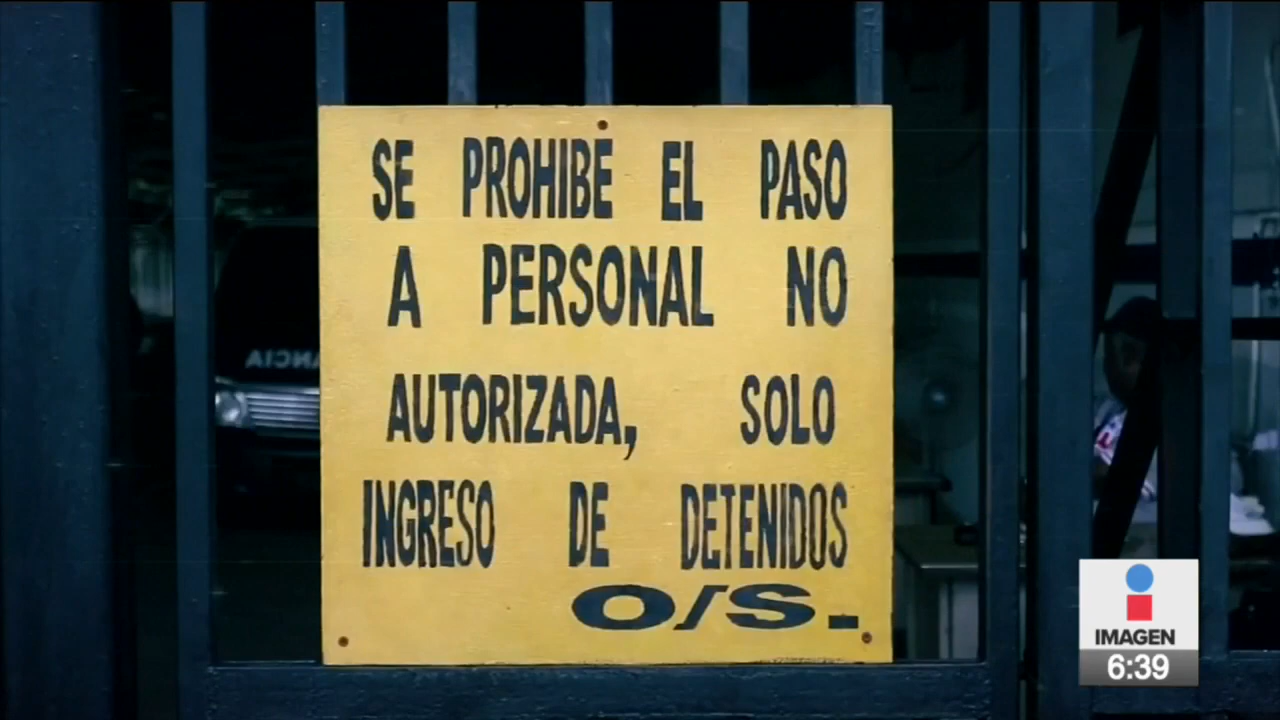 SE PROHIBE EL PASO
A PERSONAL NO
AUTORIZADA, SOLO
INGRESO DE DETENIDOS
O/S.
IMAGEN
6:39